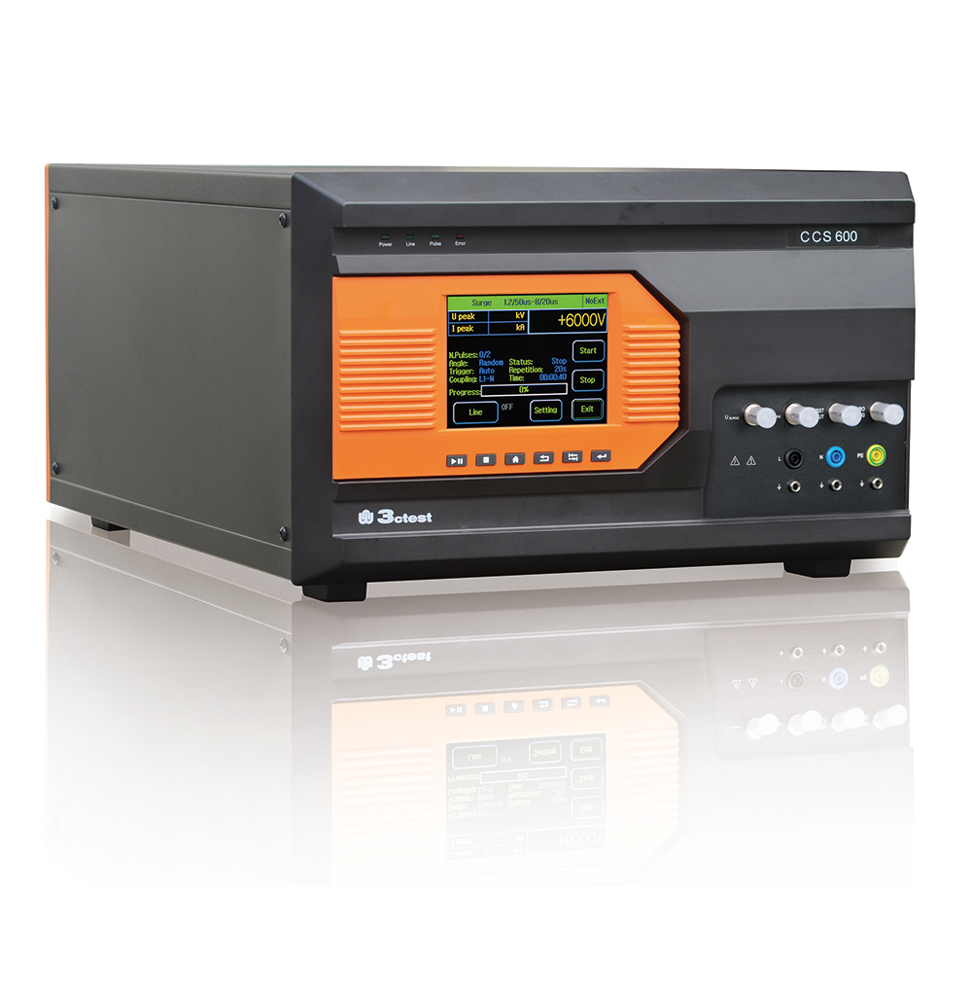 Power Line Pulse Error
CCS 600
Surge 1.2/50us-8/20us NoExt
U peak kV +6000V
I peak kA
N.Pulses: 0/2
Angle: Random Status: Stop
Trigger: Auto Repetition: 20s
Coupling: L1-N Time: 00:00:40
Progress: 0%
Start
Stop
Line OFF Setting Exit
L N PE
3ctest